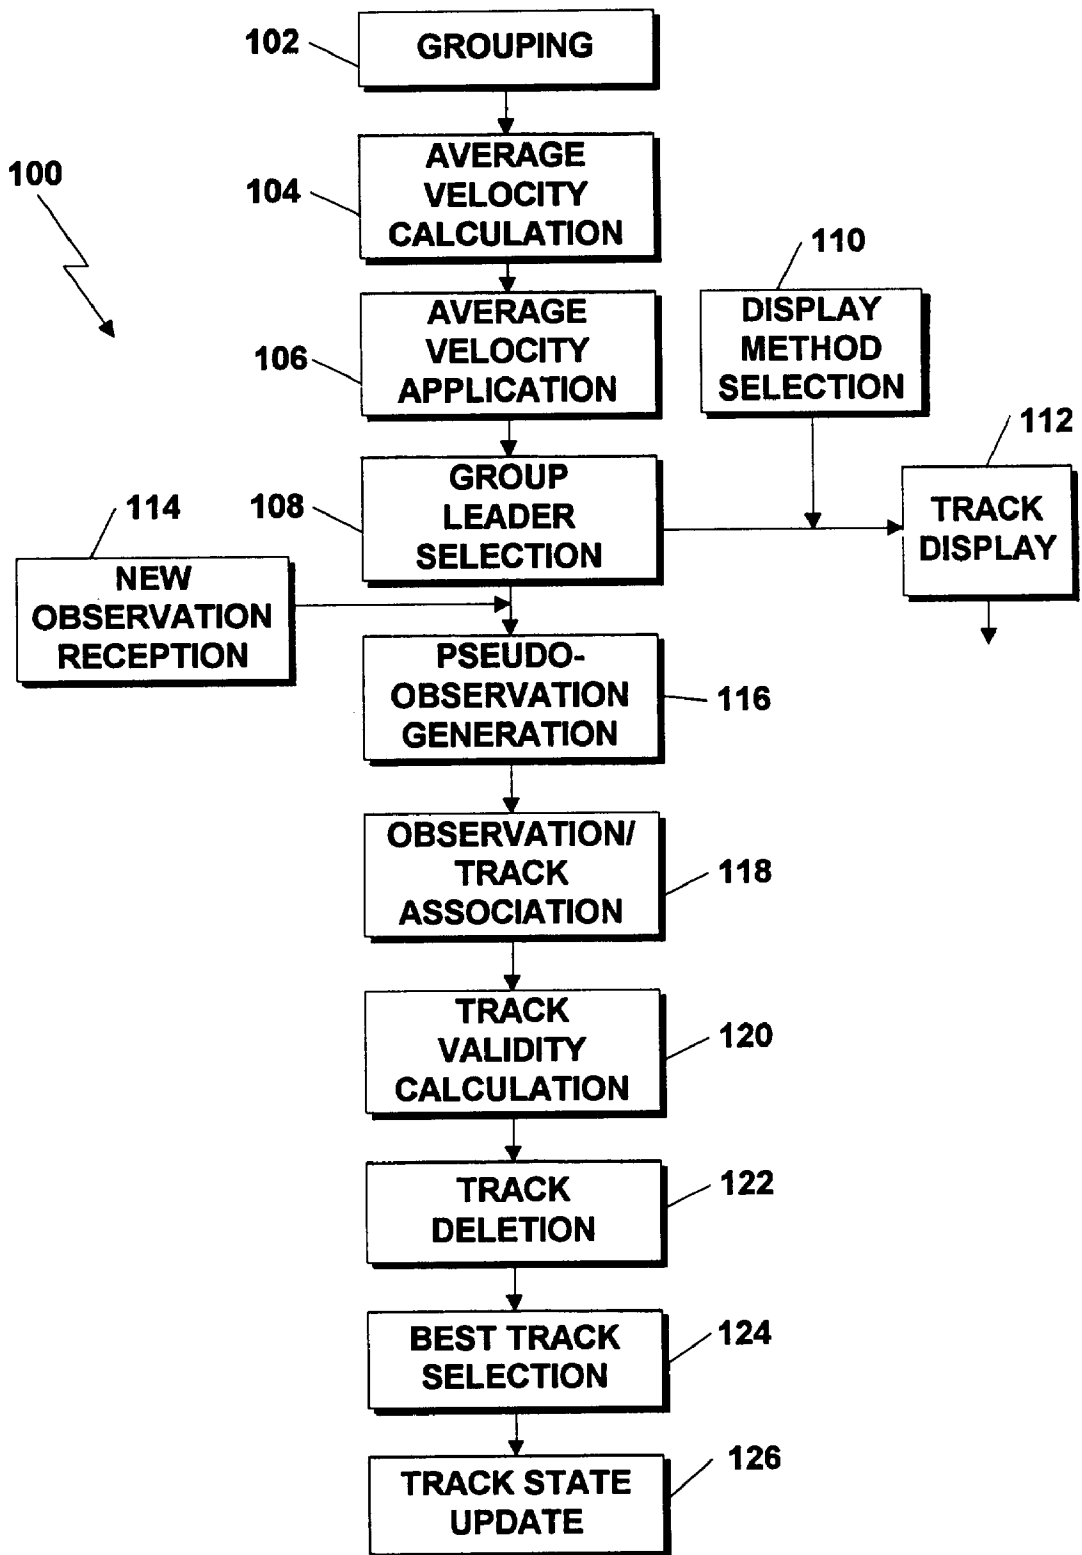 102
GROUPING
100
104
AVERAGE
VELOCITY
CALCULATION
106
AVERAGE
VELOCITY
APPLICATION
110
DISPLAY
METHOD
SELECTION
108
GROUP
LEADER
SELECTION
112
TRACK
DISPLAY
114
NEW
OBSERVATION
RECEPTION
PSEUDO-
OBSERVATION
GENERATION
116
OBSERVATION/
TRACK
ASSOCIATION
118
TRACK
VALIDITY
CALCULATION
120
TRACK
DELETION
122
BEST TRACK
SELECTION
124
TRACK STATE
UPDATE
126